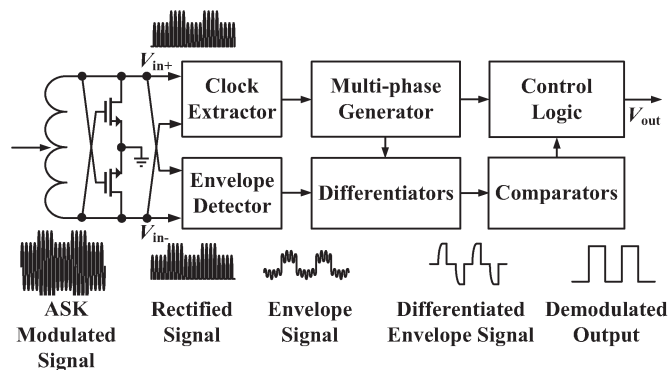 Vin+
Clock
Extractor
Multi-phase
Generator
Control
Logic
Vout
Envelope
Detector
Differentiators
Comparators
Vin-
ASK
Modulated
Signal
Rectified
Signal
Envelope
Signal
Differentiated
Envelope Signal
Demodulated
Output